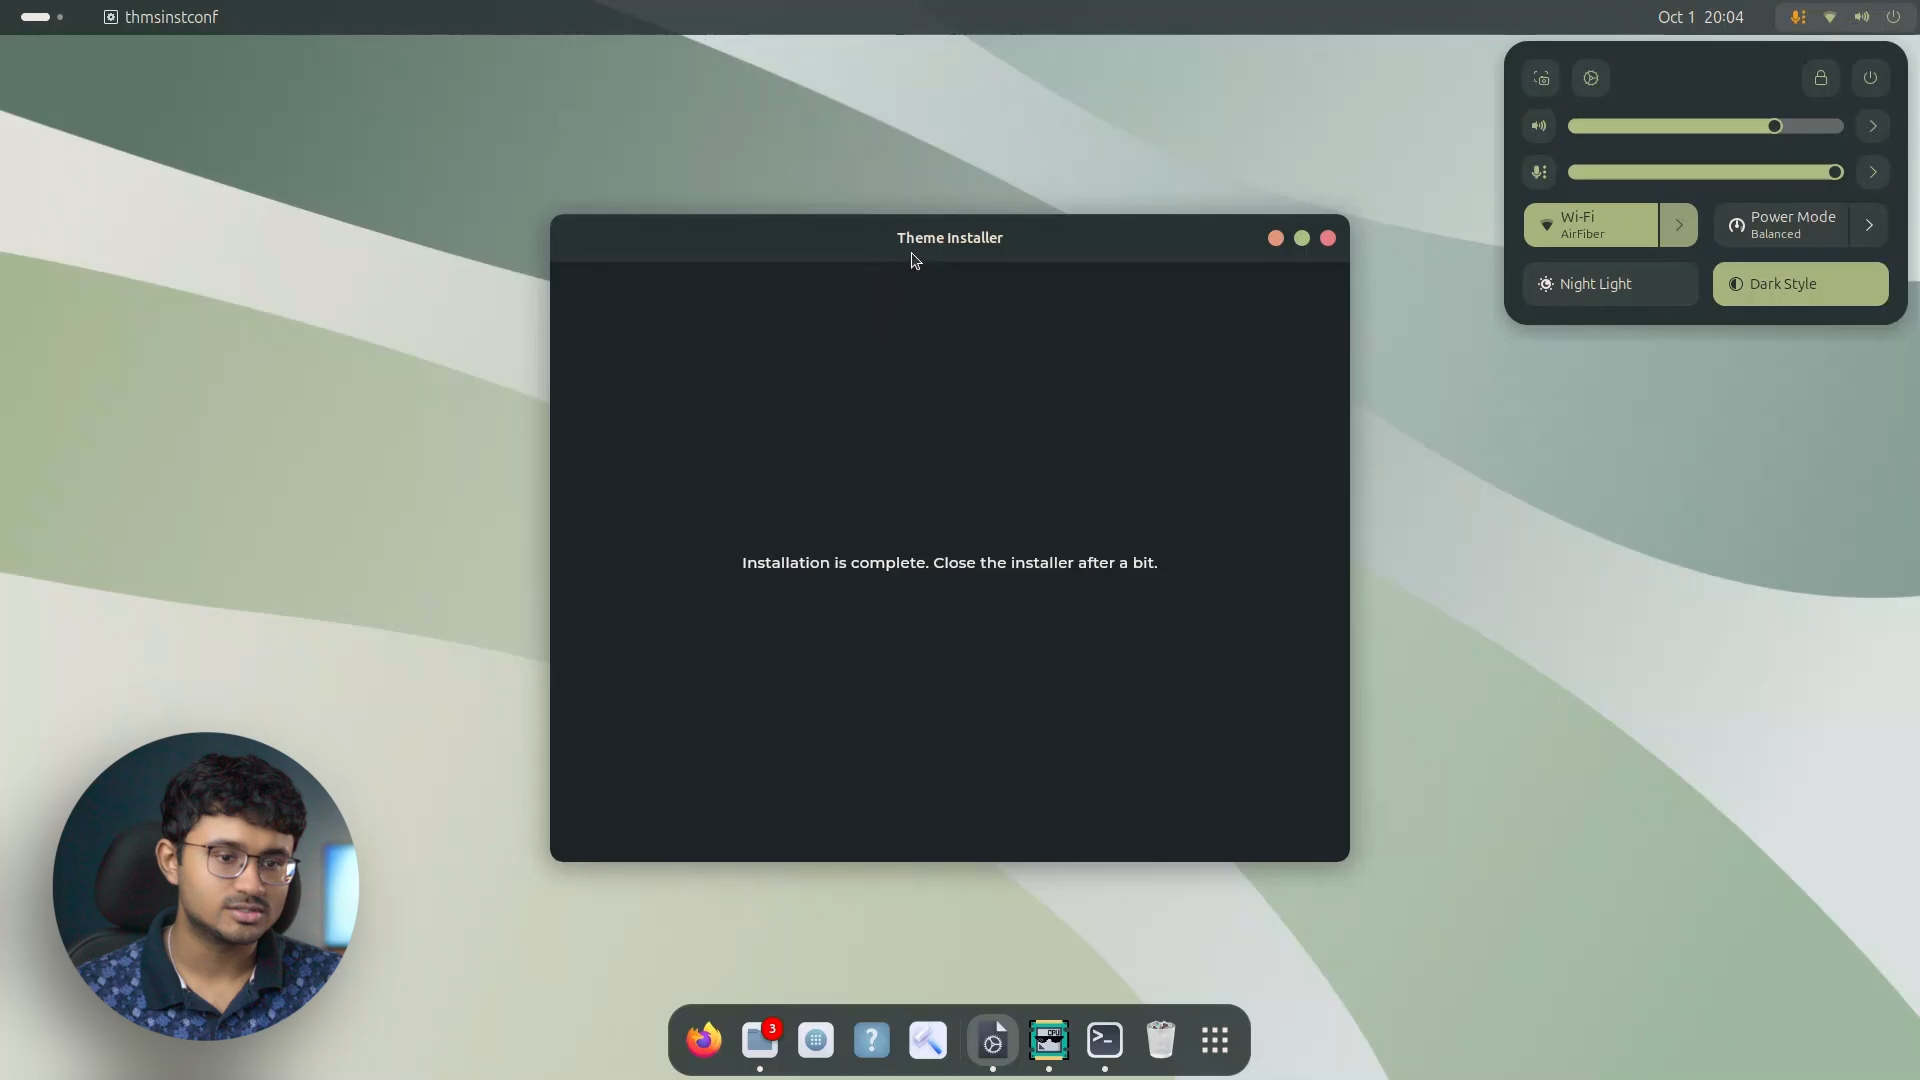 thmsinstconf
Oct 1 20:04
Wi-Fi
AirFiber
Power Mode
Balanced
Night Light
Dark Style
Theme Installer
Installation is complete. Close the installer after a bit.
3
?
CPU
>_